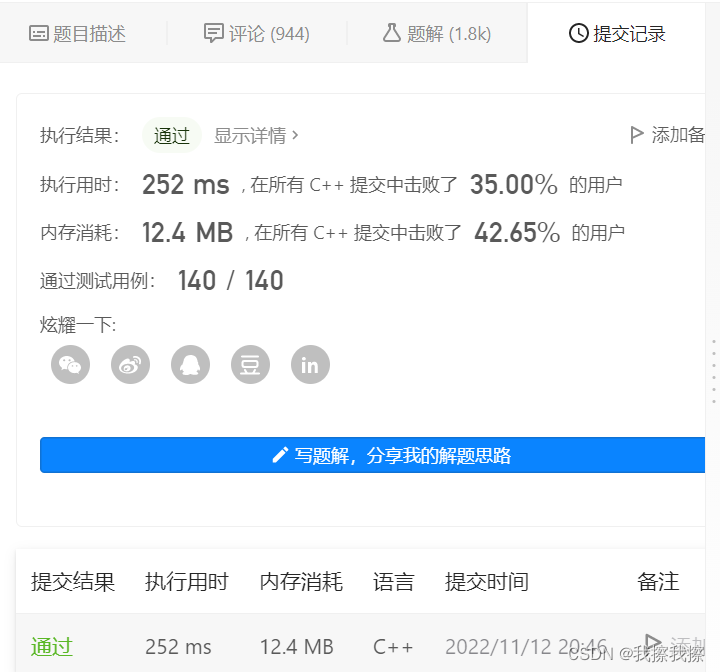 题目描述 评论 (944) 题解 (1.8k) 提交记录
执行结果： 通过 显示详情 > 添加备
执行用时： 252 ms , 在所有 C++ 提交中击败了 35.00% 的用户
内存消耗： 12.4 MB , 在所有 C++ 提交中击败了 42.65% 的用户
通过测试用例： 140 / 140
炫耀一下:
豆 in
写题解，分享我的解题思路
提交结果 执行用时 内存消耗 语言 提交时间 备注
通过 252 ms 12.4 MB C++ 2022/11/12 20:46 添加
CSDN @我擦我擦